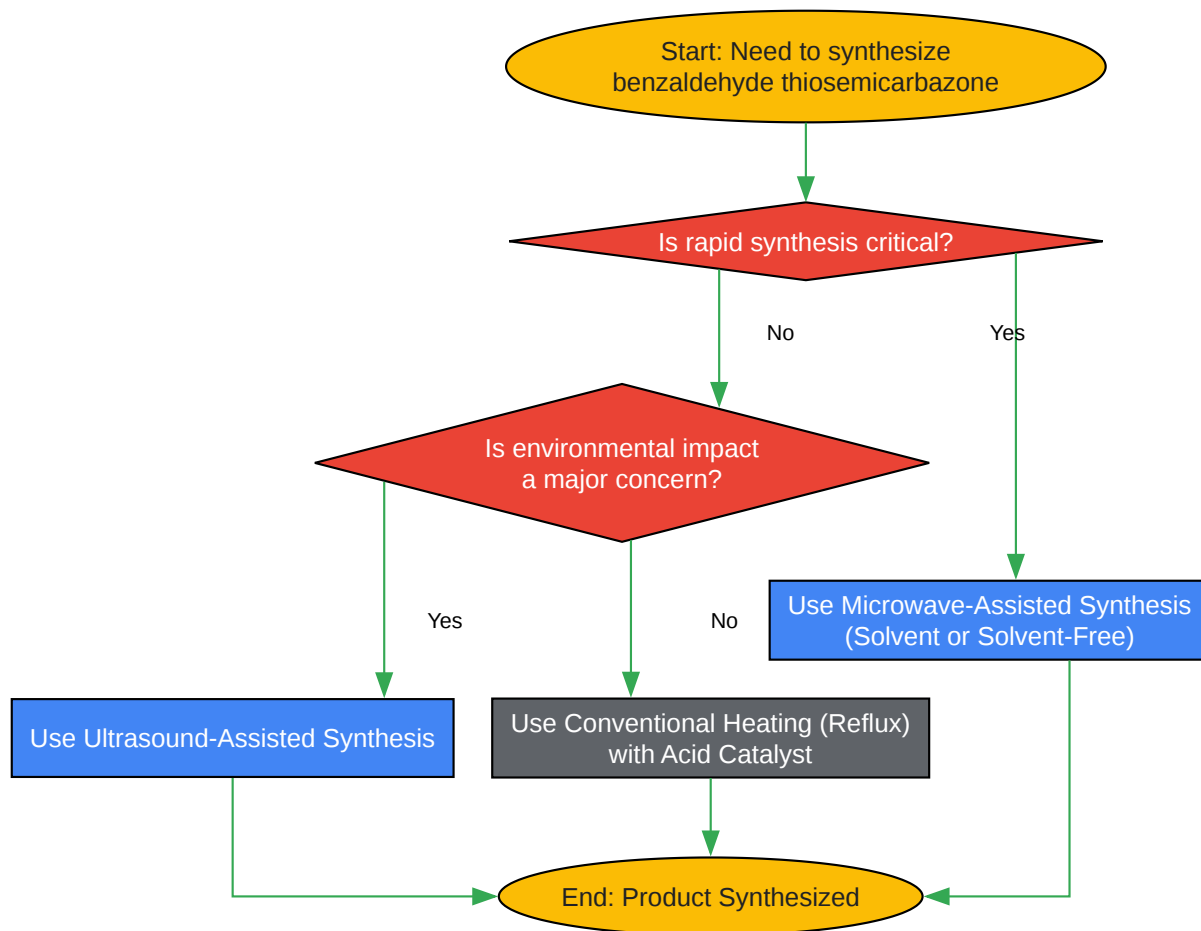 Start: Need to synthesize
benzaldehyde thiosemicarbazone
Is rapid synthesis critical?
No
Yes
Is environmental impact
a major concern?
Yes
No
Use Microwave-Assisted Synthesis
(Solvent or Solvent-Free)
Use Ultrasound-Assisted Synthesis
Use Conventional Heating (Reflux)
with Acid Catalyst
End: Product Synthesized